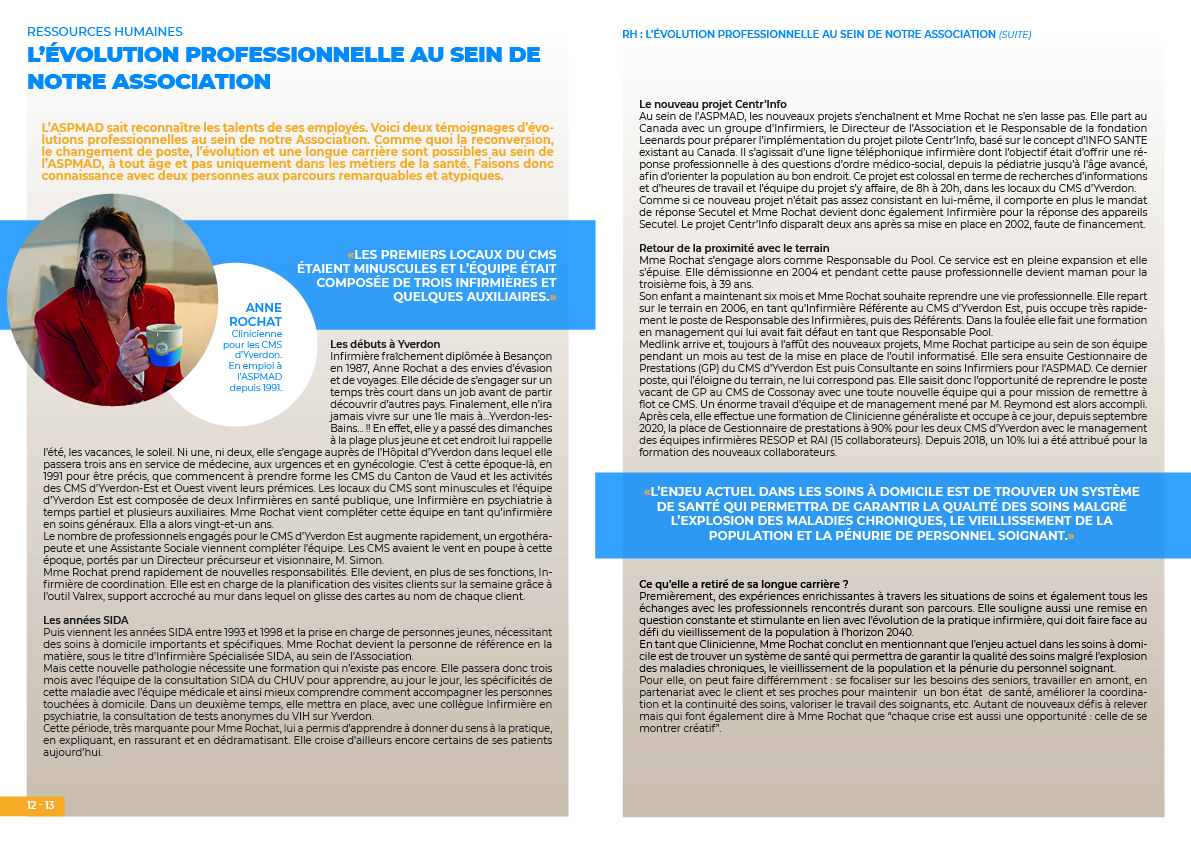 RESSOURCES HUMAINES
L'ÉVOLUTION PROFESSIONNELLE AU SEIN DE
NOTRE ASSOCIATION
L'ASPMAD sait reconnaître les talents de ses employés. Voici deux témoignages d'évo-
lutions professionnelles au sein de notre Association. Comme quoi la reconversion,
le changement de poste, l'évolution et une longue carrière sont possibles au sein de
l'ASPMAD, à tout âge et pas uniquement dans les métiers de la santé. Faisons donc
connaissance avec deux personnes aux parcours remarquables et atypiques.
«LES PREMIERS LOCAUX DU CMS
ÉTAIENT MINUSCULES ET L'ÉQUIPE ÉTAIT
COMPOSÉE DE TROIS INFIRMIÈRES ET
QUELQUES AUXILIAIRES.»
ANNE
ROCHAT
Clinicienne
pour les CMS
d'Yverdon.
En emploi à
l'ASPMAD
depuis 1991.
Les débuts à Yverdon
Infirmière fraîchement diplômée à Besançon
en 1987, Anne Rochat a des envies d'évasion
et de voyages. Elle décide de s'engager sur un
temps très court dans un job avant de partir
découvrir d'autres pays. Finalement, elle n'ira
jamais vivre sur une île mais à...Yverdon-les-
Bains... !! En effet, elle y a passé des dimanches
à la plage plus jeune et cet endroit lui rappelle
l'été, les vacances, le soleil. Ni une, ni deux, elle s'engage auprès de l'Hôpital d'Yverdon dans lequel elle
passera trois ans en service de médecine, aux urgences et en gynécologie. C'est à cette époque-là, en
1991 pour être précis, que commencent à prendre forme les CMS du Canton de Vaud et les activités
des CMS d'Yverdon-Est et Ouest vivent leurs prémices. Les locaux du CMS sont minuscules et l'équipe
d'Yverdon Est est composée de deux Infirmières en santé publique, une Infirmière en psychiatrie à
temps partiel et plusieurs auxiliaires. Mme Rochat vient compléter cette équipe en tant qu'infirmière
en soins généraux. Ella a alors vingt-et-un ans.
Le nombre de professionnels engagés pour le CMS d'Yverdon Est augmente rapidement, un ergothéra-
peute et une Assistante Sociale viennent compléter l'équipe. Les CMS avaient le vent en poupe à cette
époque, portés par un Directeur précurseur et visionnaire, M. Simon.
Mme Rochat prend rapidement de nouvelles responsabilités. Elle devient, en plus de ses fonctions, In-
firmière de coordination. Elle est en charge de la planification des visites clients sur la semaine grâce à
l'outil Valrex, support accroché au mur dans lequel on glisse des cartes au nom de chaque client.
Les années SIDA
Puis viennent les années SIDA entre 1993 et 1998 et la prise en charge de personnes jeunes, nécessitant
des soins à domicile importants et spécifiques. Mme Rochat devient la personne de référence en la
matière, sous le titre d'Infirmière Spécialisée SIDA, au sein de l'Association.
Mais cette nouvelle pathologie nécessite une formation qui n'existe pas encore. Elle passera donc trois
mois avec l'équipe de la consultation SIDA du CHUV pour apprendre, au jour le jour, les spécificités de
cette maladie avec l'équipe médicale et ainsi mieux comprendre comment accompagner les personnes
touchées à domicile. Dans un deuxième temps, elle mettra en place, avec une collègue Infirmière en
psychiatrie, la consultation de tests anonymes du VIH sur Yverdon.
Cette période, très marquante pour Mme Rochat, lui a permis d'apprendre à donner du sens à la pratique,
en expliquant, en rassurant et en dédramatisant. Elle croise d'ailleurs encore certains de ses patients
aujourd'hui.
12 - 13
RH : L'ÉVOLUTION PROFESSIONNELLE AU SEIN DE NOTRE ASSOCIATION (SUITE)
Le nouveau projet Centr'Info
Au sein de l'ASPMAD, les nouveaux projets s'enchaînent et Mme Rochat ne s'en lasse pas. Elle part au
Canada avec un groupe d'Infirmiers, le Directeur de l'Association et le Responsable de la fondation
Leenards pour préparer l'implémentation du projet pilote Centr'Info, basé sur le concept d'INFO SANTE
existant au Canada. Il s'agissait d'une ligne téléphonique infirmière dont l'objectif était d'offrir une ré-
ponse professionnelle à des questions d'ordre médico-social, depuis la pédiatrie jusqu'à l'âge avancé,
afin d'orienter la population au bon endroit. Ce projet est colossal en terme de recherches d'informations
et d'heures de travail et l'équipe du projet s'y affaire, de 8h à 20h, dans les locaux du CMS d'Yverdon.
Comme si ce nouveau projet n'était pas assez consistant en lui-même, il comporte en plus le mandat
de réponse Secutel et Mme Rochat devient donc également Infirmière pour la réponse des appareils
Secutel. Le projet Centr'Info disparaît deux ans après sa mise en place en 2002, faute de financement.
Retour de la proximité avec le terrain
Mme Rochat s'engage alors comme Responsable du Pool. Ce service est en pleine expansion et elle
s'épuise. Elle démissionne en 2004 et pendant cette pause professionnelle devient maman pour la
troisième fois, à 39 ans.
Son enfant a maintenant six mois et Mme Rochat souhaite reprendre une vie professionnelle. Elle repart
sur le terrain en 2006, en tant qu'Infirmière Référente au CMS d'Yverdon Est, puis occupe très rapide-
ment le poste de Responsable des Infirmières, puis des Référents. Dans la foulée elle fait une formation
en management qui lui avait fait défaut en tant que Responsable Pool.
Medlink arrive et, toujours à l'affût des nouveaux projets, Mme Rochat participe au sein de son équipe
pendant un mois au test de la mise en place de l'outil informatisé. Elle sera ensuite Gestionnaire de
Prestations (GP) du CMS d'Yverdon Est puis Consultante en soins Infirmiers pour l'ASPMAD. Ce dernier
poste, qui l'éloigne du terrain, ne lui correspond pas. Elle saisit donc l'opportunité de reprendre le poste
vacant de GP au CMS de Cossonay avec une toute nouvelle équipe qui a pour mission de remettre à
flot ce CMS. Un énorme travail d'équipe et de management mené par M. Reymond est alors accompli.
Après cela, elle effectue une formation de Clinicienne généraliste et occupe à ce jour, depuis septembre
2020, la place de Gestionnaire de prestations à 90% pour les deux CMS d'Yverdon avec le management
des équipes infirmières RESOP et RAI (15 collaborateurs). Depuis 2018, un 10% lui a été attribué pour la
formation des nouveaux collaborateurs.
«L'ENJEU ACTUEL DANS LES SOINS À DOMICILE EST DE TROUVER UN SYSTÈME
DE SANTÉ QUI PERMETTRA DE GARANTIR LA QUALITÉ DES SOINS MALGRÉ
L'EXPLOSION DES MALADIES CHRONIQUES, LE VIEILLISSEMENT DE LA
POPULATION ET LA PÉNURIE DE PERSONNEL SOIGNANT.»
Ce qu'elle a retiré de sa longue carrière ?
Premièrement, des expériences enrichissantes à travers les situations de soins et également tous les
échanges avec les professionnels rencontrés durant son parcours. Elle souligne aussi une remise en
question constante et stimulante en lien avec l'évolution de la pratique infirmière, qui doit faire face au
défi du vieillissement de la population à l'horizon 2040.
En tant que Clinicienne, Mme Rochat conclut en mentionnant que l'enjeu actuel dans les soins à domi-
cile est de trouver un système de santé qui permettra de garantir la qualité des soins malgré l'explosion
des maladies chroniques, le vieillissement de la population et la pénurie du personnel soignant.
Pour elle, on peut faire différemment : se focaliser sur les besoins des seniors, travailler en amont, en
partenariat avec le client et ses proches pour maintenir un bon état de santé, améliorer la coordina-
tion et la continuité des soins, valoriser le travail des soignants, etc. Autant de nouveaux défis à relever
mais qui font également dire à Mme Rochat que “chaque crise est aussi une opportunité : celle de se
montrer créatif”.